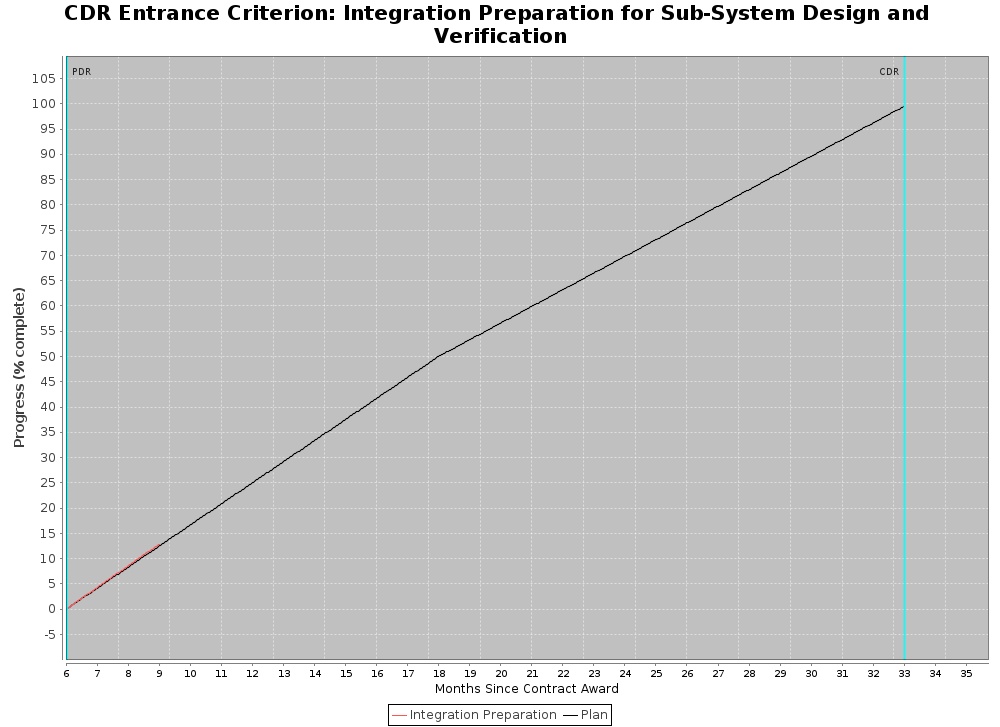 CDR Entrance Criterion: Integration Preparation for Sub-System Design and
Verification
PDR
CDR
105
100
95
90
85
80
75
70
65
60
55
50
45
40
35
30
25
20
15
10
5
0
-5
Progress (% complete)
6 7 8 9 10 11 12 13 14 15 16 17 18 19 20 21 22 23 24 25 26 27 28 29 30 31 32 33 34 35
Months Since Contract Award
Integration Preparation Plan